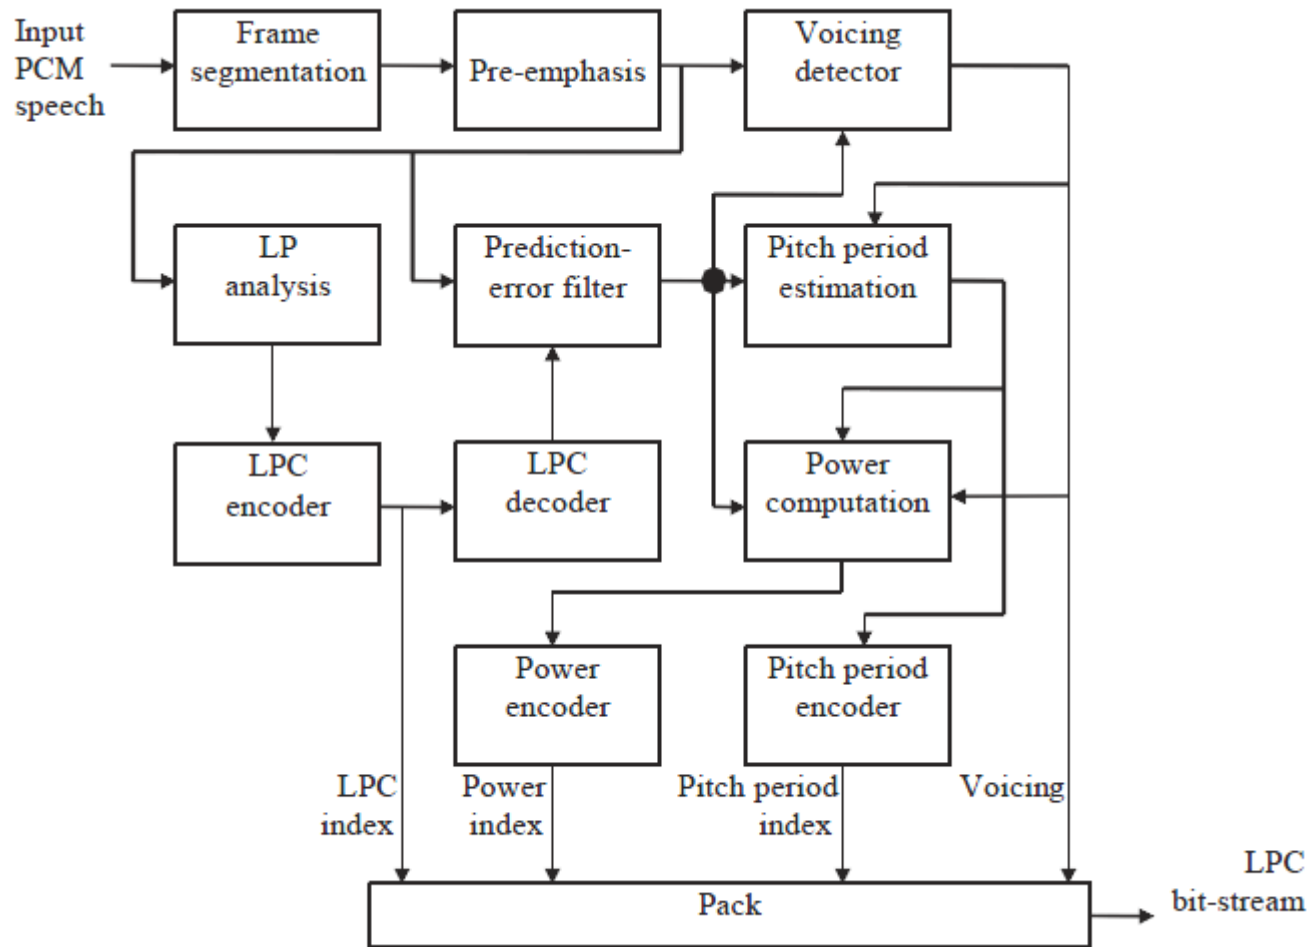 Input
PCM
speech
Frame
segmentation
Pre-emphasis
Voicing
detector
LP
analysis
Prediction-
error filter
Pitch period
estimation
LPC
encoder
LPC
decoder
Power
computation
Power
encoder
Pitch period
encoder
LPC
index
Power
index
Pitch period
index
Voicing
Pack
LPC
bit-stream